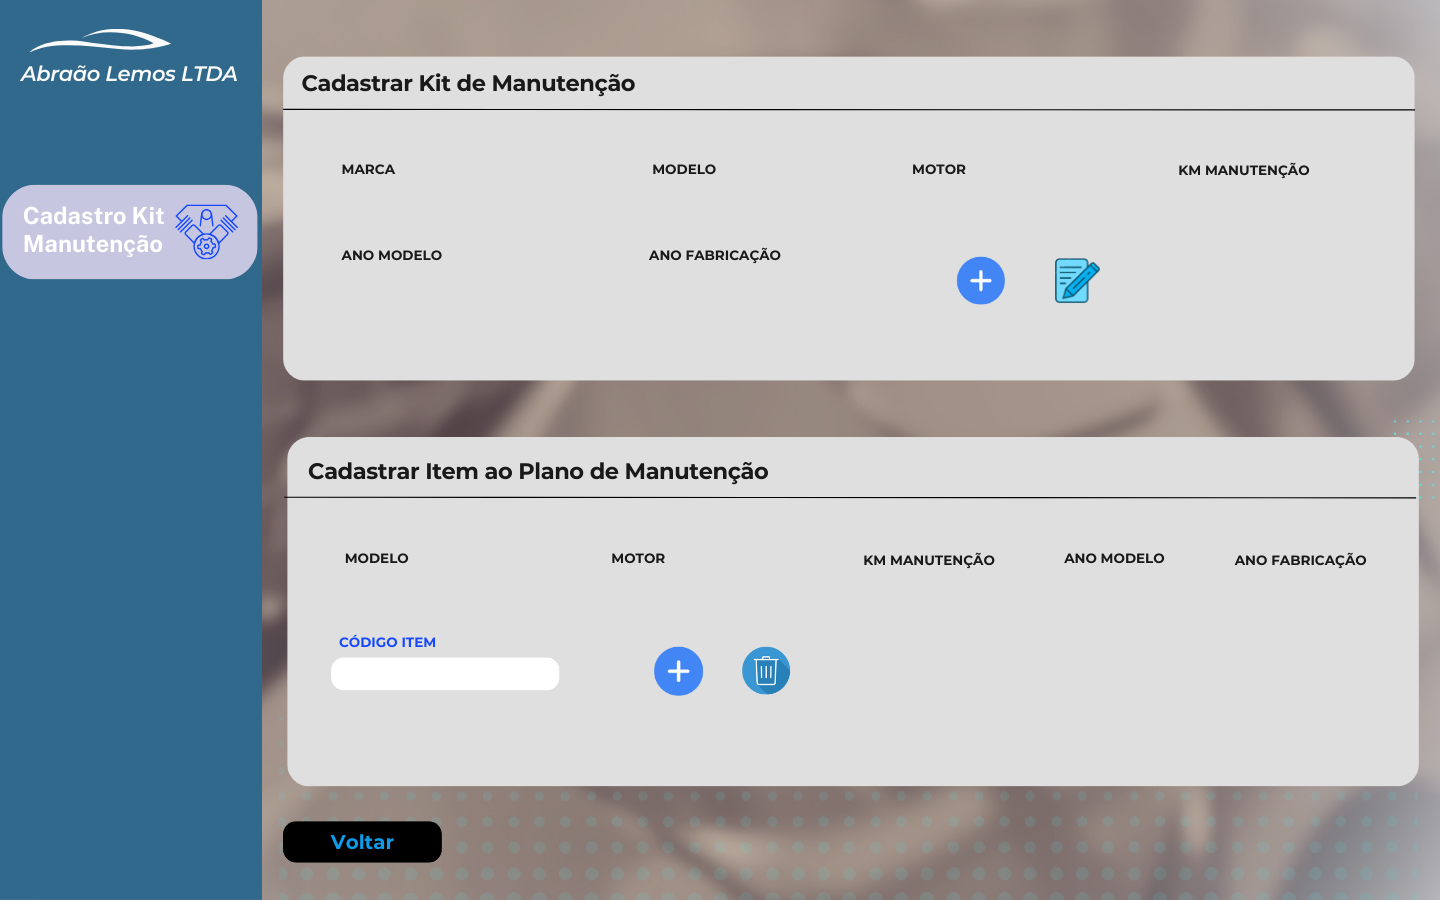 Abraão Lemos LTDA
Cadastro Kit
Manutenção
Cadastrar Kit de Manutenção
MARCA
MODELO
MOTOR
KM MANUTENÇÃO
ANO MODELO
ANO FABRICAÇÃO
Cadastrar Item ao Plano de Manutenção
MODELO
MOTOR
KM MANUTENÇÃO
ANO MODELO
ANO FABRICAÇÃO
CÓDIGO ITEM
Voltar